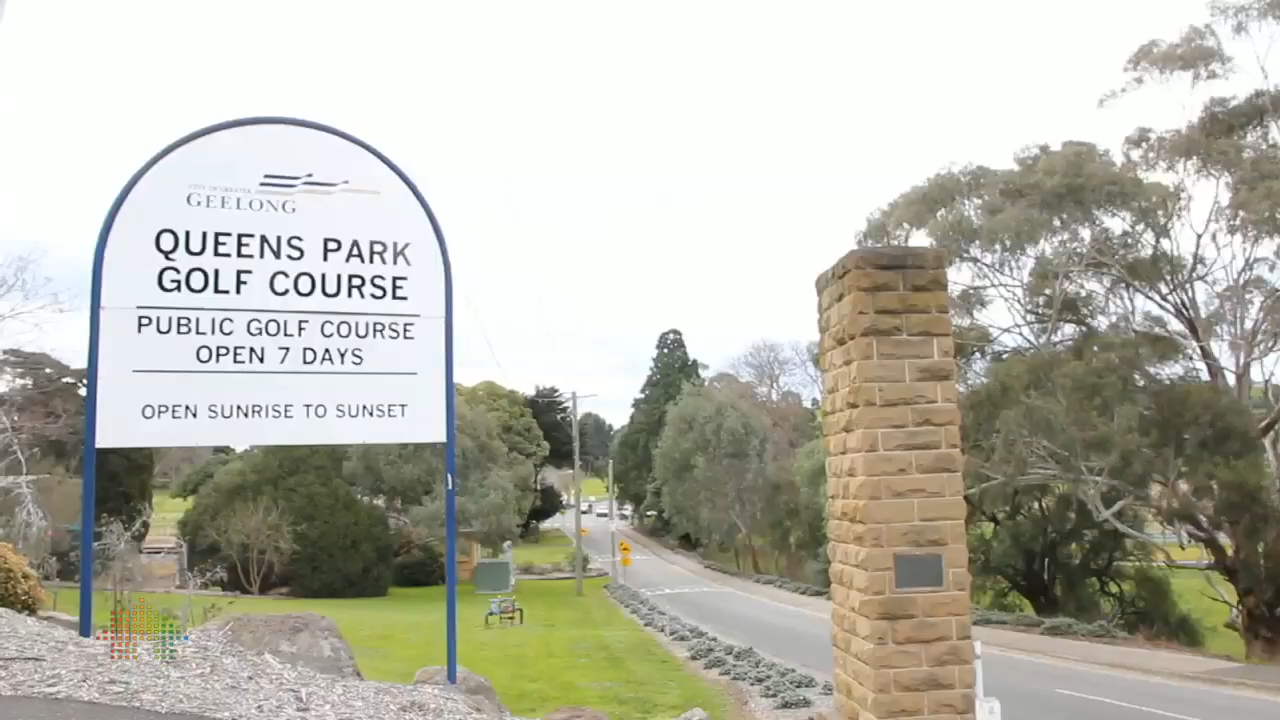 CITY OF GREATER
GEELONG
QUEENS PARK
GOLF COURSE
PUBLIC GOLF COURSE
OPEN 7 DAYS
OPEN SUNRISE TO SUNSET